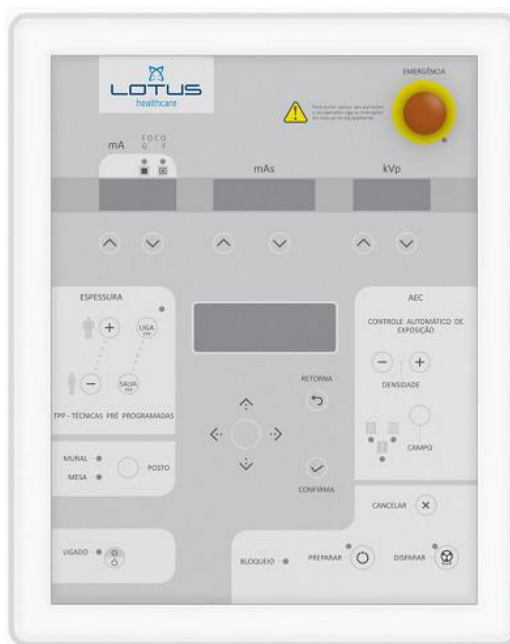 LOTUS
healthcare
EMERGÊNCIA
FOCO
G F
mA
mAs
kVp
ESPESSURA
LIGA
SALVA
TPP - TÉCNICAS PRÉ PROGRAMADAS
AEC
CONTROLE AUTOMÁTICO DE
EXPOSIÇÃO
DENSIDADE
CAMPO
RETORNA
CONFIRMA
MURAL
MESA
POSTO
CANCELAR
LIGADO
BLOQUEIO
PREPARAR
DISPARAR